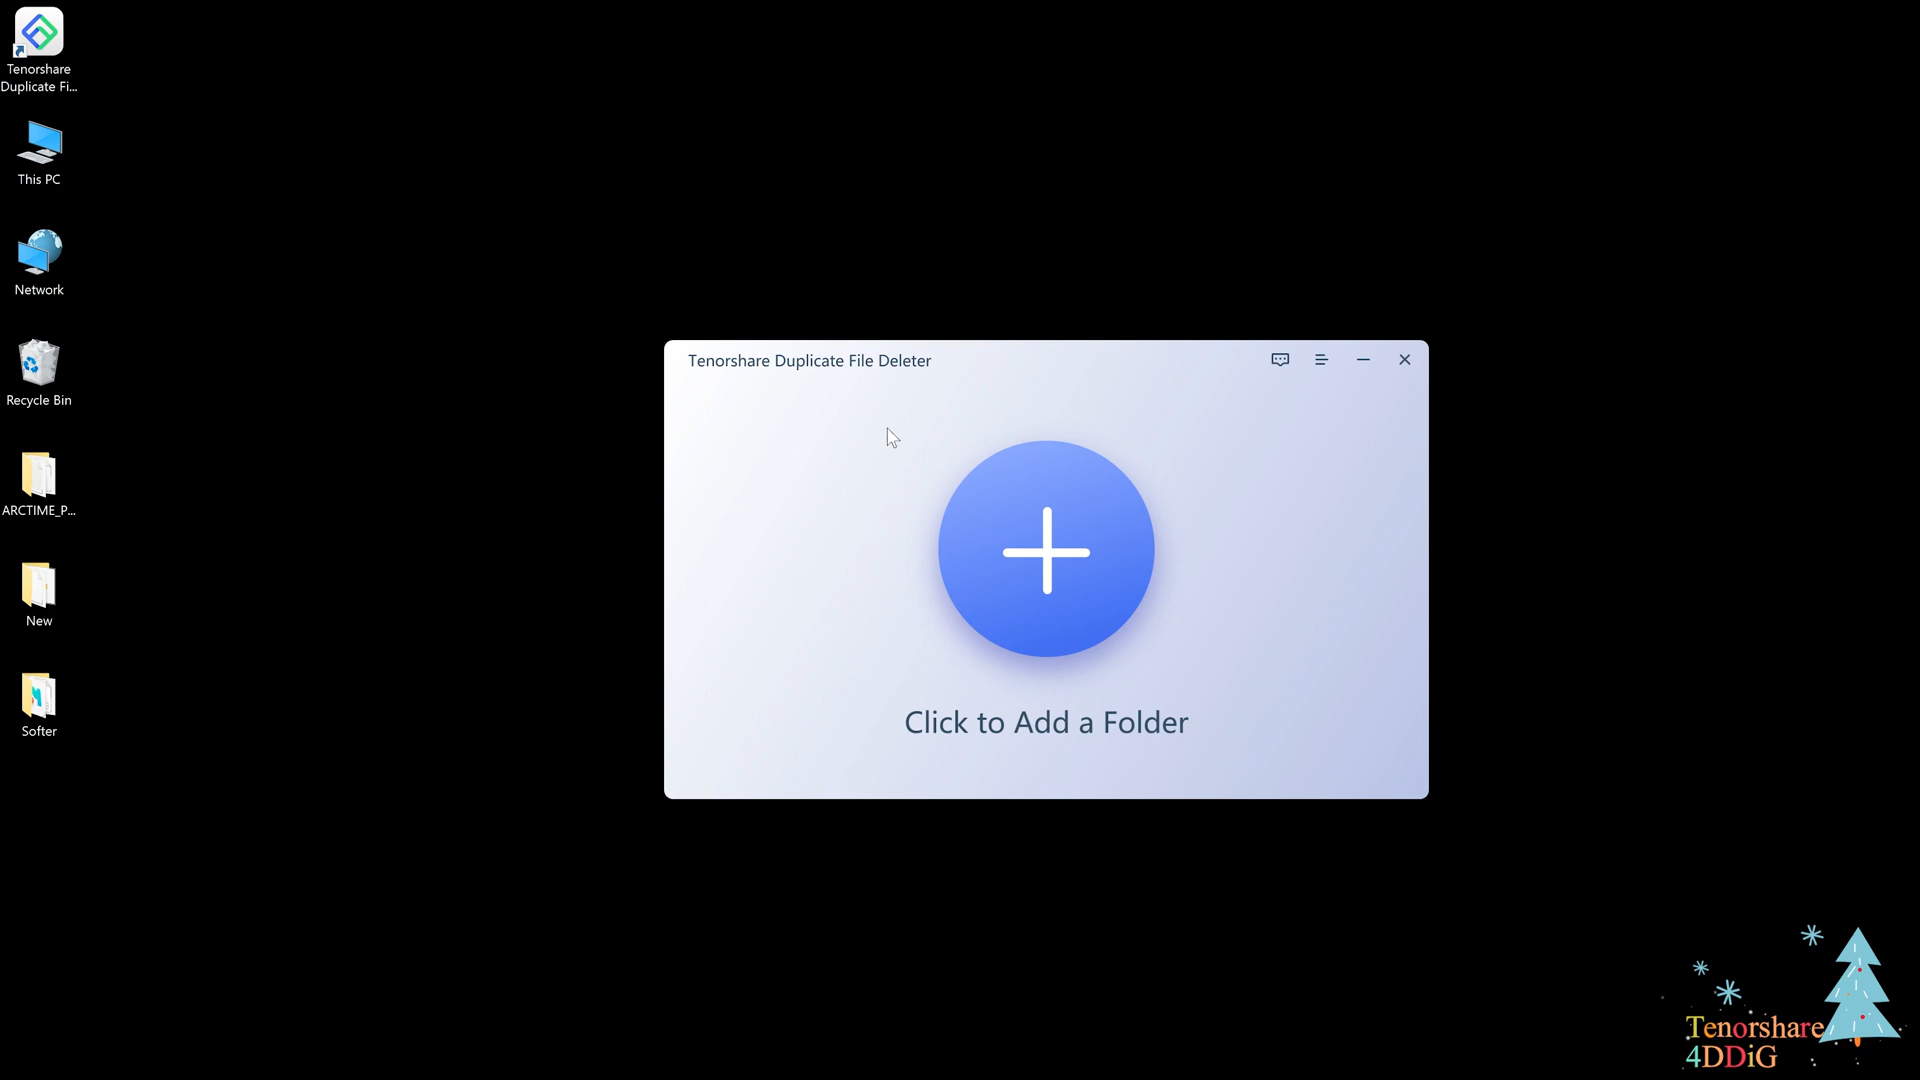 Tenorshare
Duplicate Fi...
This PC
Network
Recycle Bin
ARCTIME_P...
New
Softer
Tenorshare Duplicate File Deleter
Click to Add a Folder
Tenorshare
4DDiG